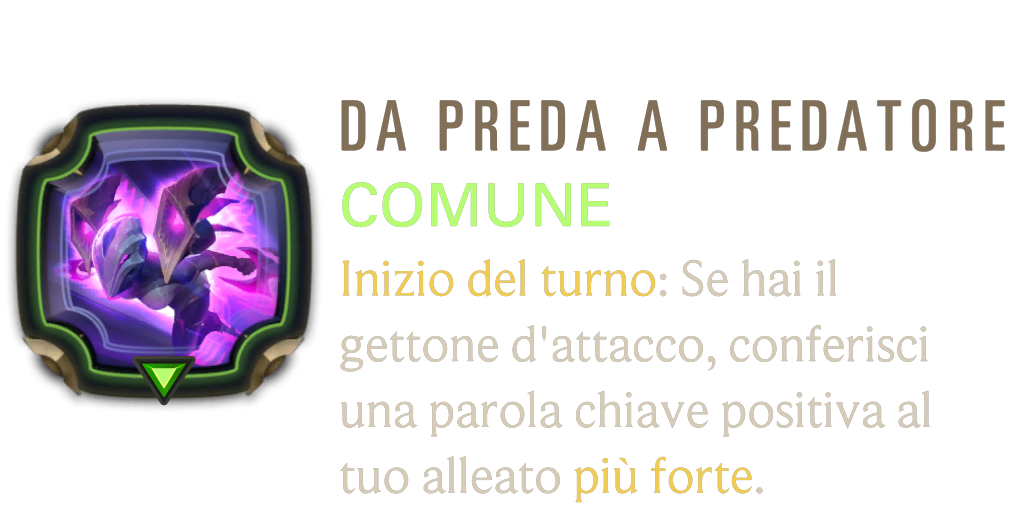 DA PREDA A PREDATORE
COMUNE
Inizio del turno: Se hai il
gettone d'attacco, conferisci
una parola chiave positiva al
tuo alleato più forte.